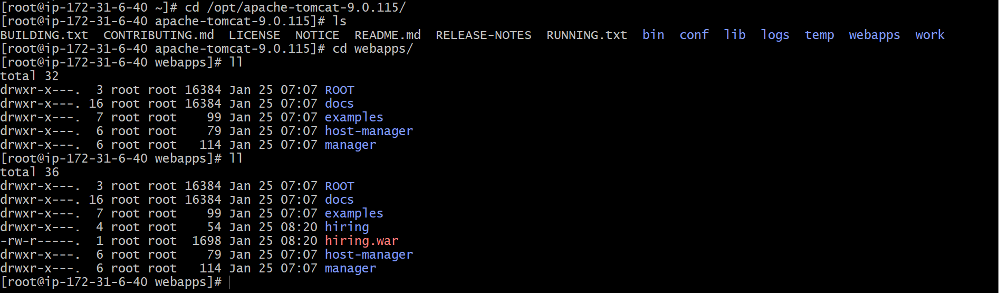 [root@ip-172-31-6-40 ~]# cd /opt/apache-tomcat-9.0.115/
[root@ip-172-31-6-40 apache-tomcat-9.0.115]# ls
BUILDING.txt  CONTRIBUTING.md  LICENSE  NOTICE  README.md  RELEASE-NOTES  RUNNING.txt  bin  conf  lib  logs  temp  webapps  work
[root@ip-172-31-6-40 apache-tomcat-9.0.115]# cd webapps/
[root@ip-172-31-6-40 webapps]# ll
total 32
drwxr-x---.  3 root root 16384 Jan 25 07:07 ROOT
drwxr-x---. 16 root root 16384 Jan 25 07:07 docs
drwxr-x---.  7 root root    99 Jan 25 07:07 examples
drwxr-x---.  6 root root    79 Jan 25 07:07 host-manager
drwxr-x---.  6 root root   114 Jan 25 07:07 manager
[root@ip-172-31-6-40 webapps]# ll
total 36
drwxr-x---.  3 root root 16384 Jan 25 07:07 ROOT
drwxr-x---. 16 root root 16384 Jan 25 07:07 docs
drwxr-x---.  7 root root    99 Jan 25 07:07 examples
drwxr-x---.  4 root root    54 Jan 25 08:20 hiring
-rw-r-----.  1 root root  1698 Jan 25 08:20 hiring.war
drwxr-x---.  6 root root    79 Jan 25 07:07 host-manager
drwxr-x---.  6 root root   114 Jan 25 07:07 manager
[root@ip-172-31-6-40 webapps]#